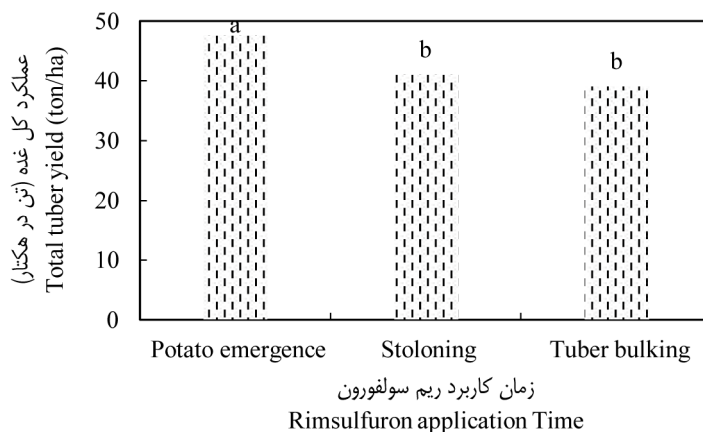 عملکرد کل غده (تن در هکتار)
Total tuber yield (ton/ha)
50
40
30
20
10
0
a
b
b
Potato emergence
Stoloning
Tuber bulking
زمان کاربرد ریم سولفورون
Rimsulfuron application Time